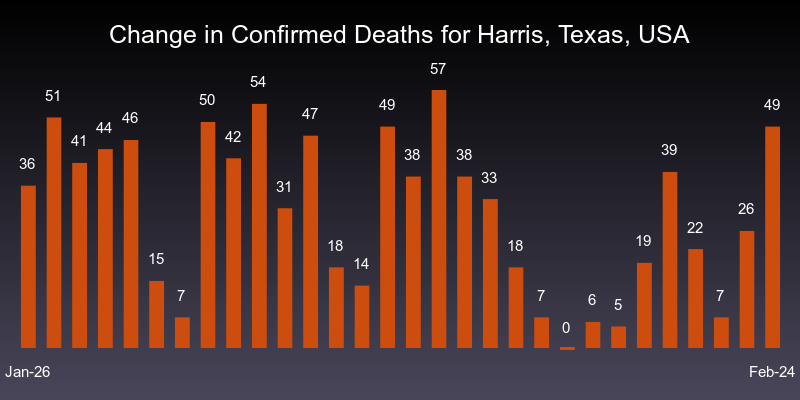 Change in Confirmed Deaths for Harris, Texas, USA
36 51 41 44 46 15 7 50 42 54 31 47 18 14 49 38 57 38 33 18 7 0 6 5 19 39 22 7 26 49
Jan-26 Feb-24